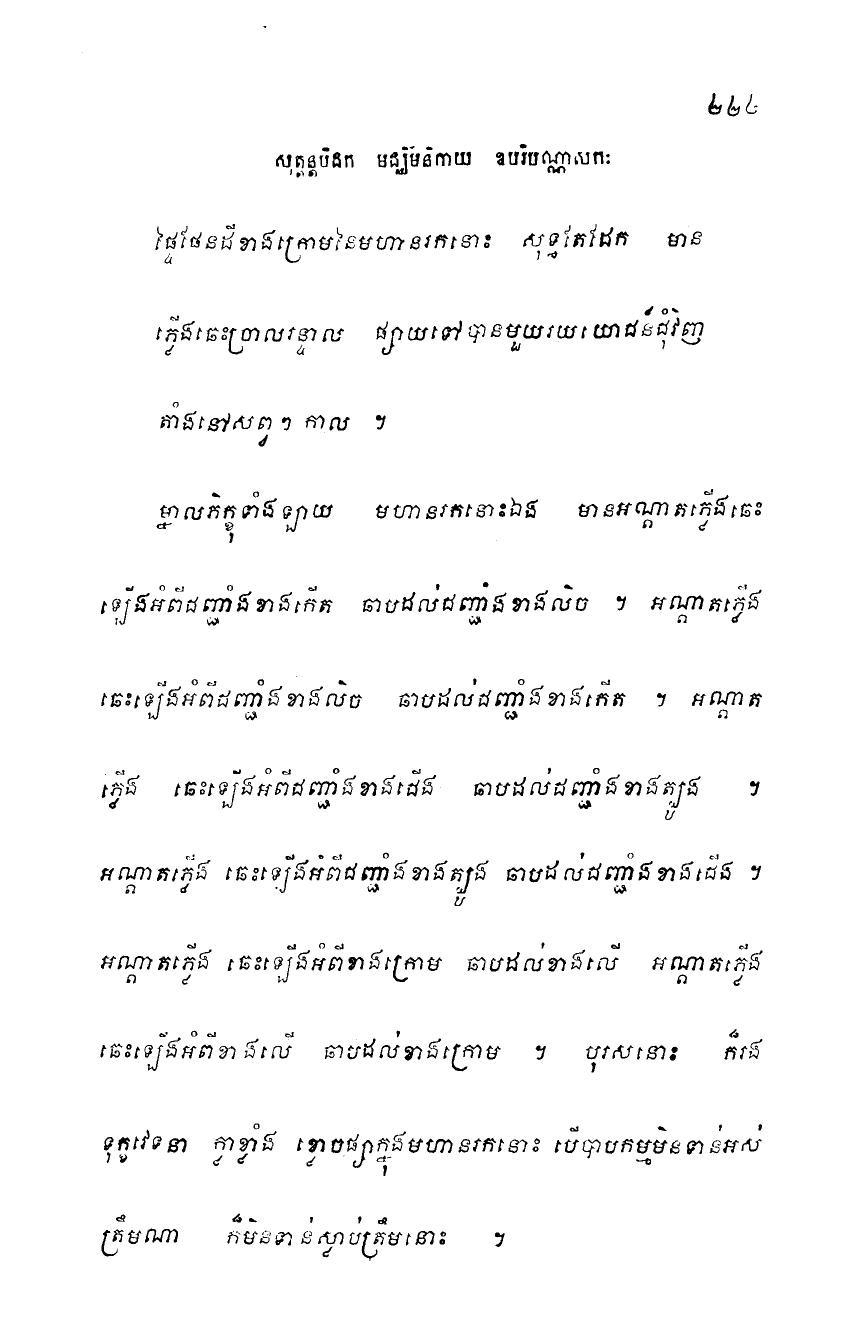 ២២៤
សុត្តន្តបិដក មជ្ឈិមនិកាយ ឧបរិបណ្ណាសកៈ
ផ្ទៃផែនដីខាងក្រោមនៃមហានរកនោះ សុទ្ធតែដែក មាន
ភ្លើងឆេះប្រាលរន្ទាល ផ្សាយទៅបានមួយរយយោជន៍ជុំវិញ
តាំងនៅសព្វៗ កាល ។
ម្នាលភិក្ខុទាំងឡាយ មហានរកនោះឯង មានអណ្តាតភ្លើងឆេះ
ឡើងអំពីជញ្ជាំងខាងកើត ធាបដល់ជញ្ជាំងខាងលិច ។ អណ្តាតភ្លើង
ឆេះឡើងអំពីជញ្ជាំងខាងលិច ធាបដល់ជញ្ជាំងខាងកើត ។ អណ្តាត
ភ្លើង ឆេះឡើងអំពីជញ្ជាំងខាងជើង ធាបដល់ជញ្ជាំងខាងត្បូង ។
អណ្តាតភ្លើង ឆេះឡើងអំពីជញ្ជាំងខាងត្បូង ធាបដល់ជញ្ជាំងខាងជើង ។
អណ្តាតភ្លើង ឆេះឡើងអំពីខាងក្រោម ធាបដល់ខាងលើ អណ្តាតភ្លើង
ឆេះឡើងអំពីខាងលើ ធាបដល់ខាងក្រោម ។ បុរសនោះ ក៏រង
ទុក្ខវេទនា ក្លាខ្លាំង ខ្លោចផ្សាក្នុងមហានរកនោះ បើបាបកម្មមិនទាន់អស់
ត្រឹមណា ក៏មិនទាន់ស្លាប់ត្រឹមនោះ ។